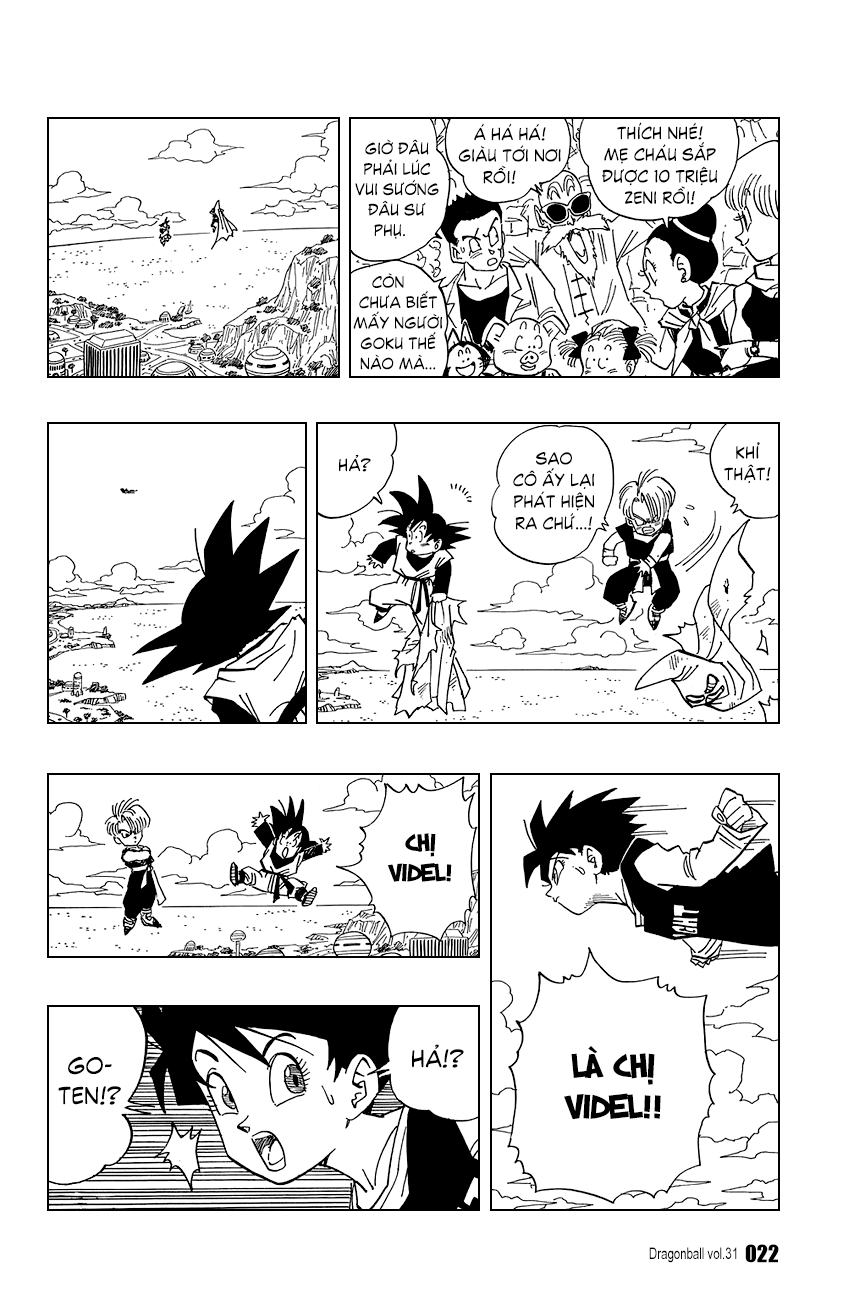 THÍCH NHÉ!
MẸ CHÁU SẮP
ĐƯỢC 10 TRIỆU
ZENI RỒI!
Á HÁ HÁ!
GIÀU TỚI NƠI
RỒI!
GIỜ ĐÂU
PHẢI LÚC
VUI SƯỚNG
ĐÂU SƯ
PHỤ.
CÒN
CHƯA BIẾT
MẤY NGƯỜI
GOKU THẾ
NÀO MÀ...
KHỈ
THẬT!
SAO
CÔ ẤY LẠI
PHÁT HIỆN
RA CHỨ...!
HẢ?
LÀ CHỊ
VIDEL!!
GHT
CHỊ
VIDEL!
HẢ!?
GO-
TEN!?
Dragonball vol.31 022